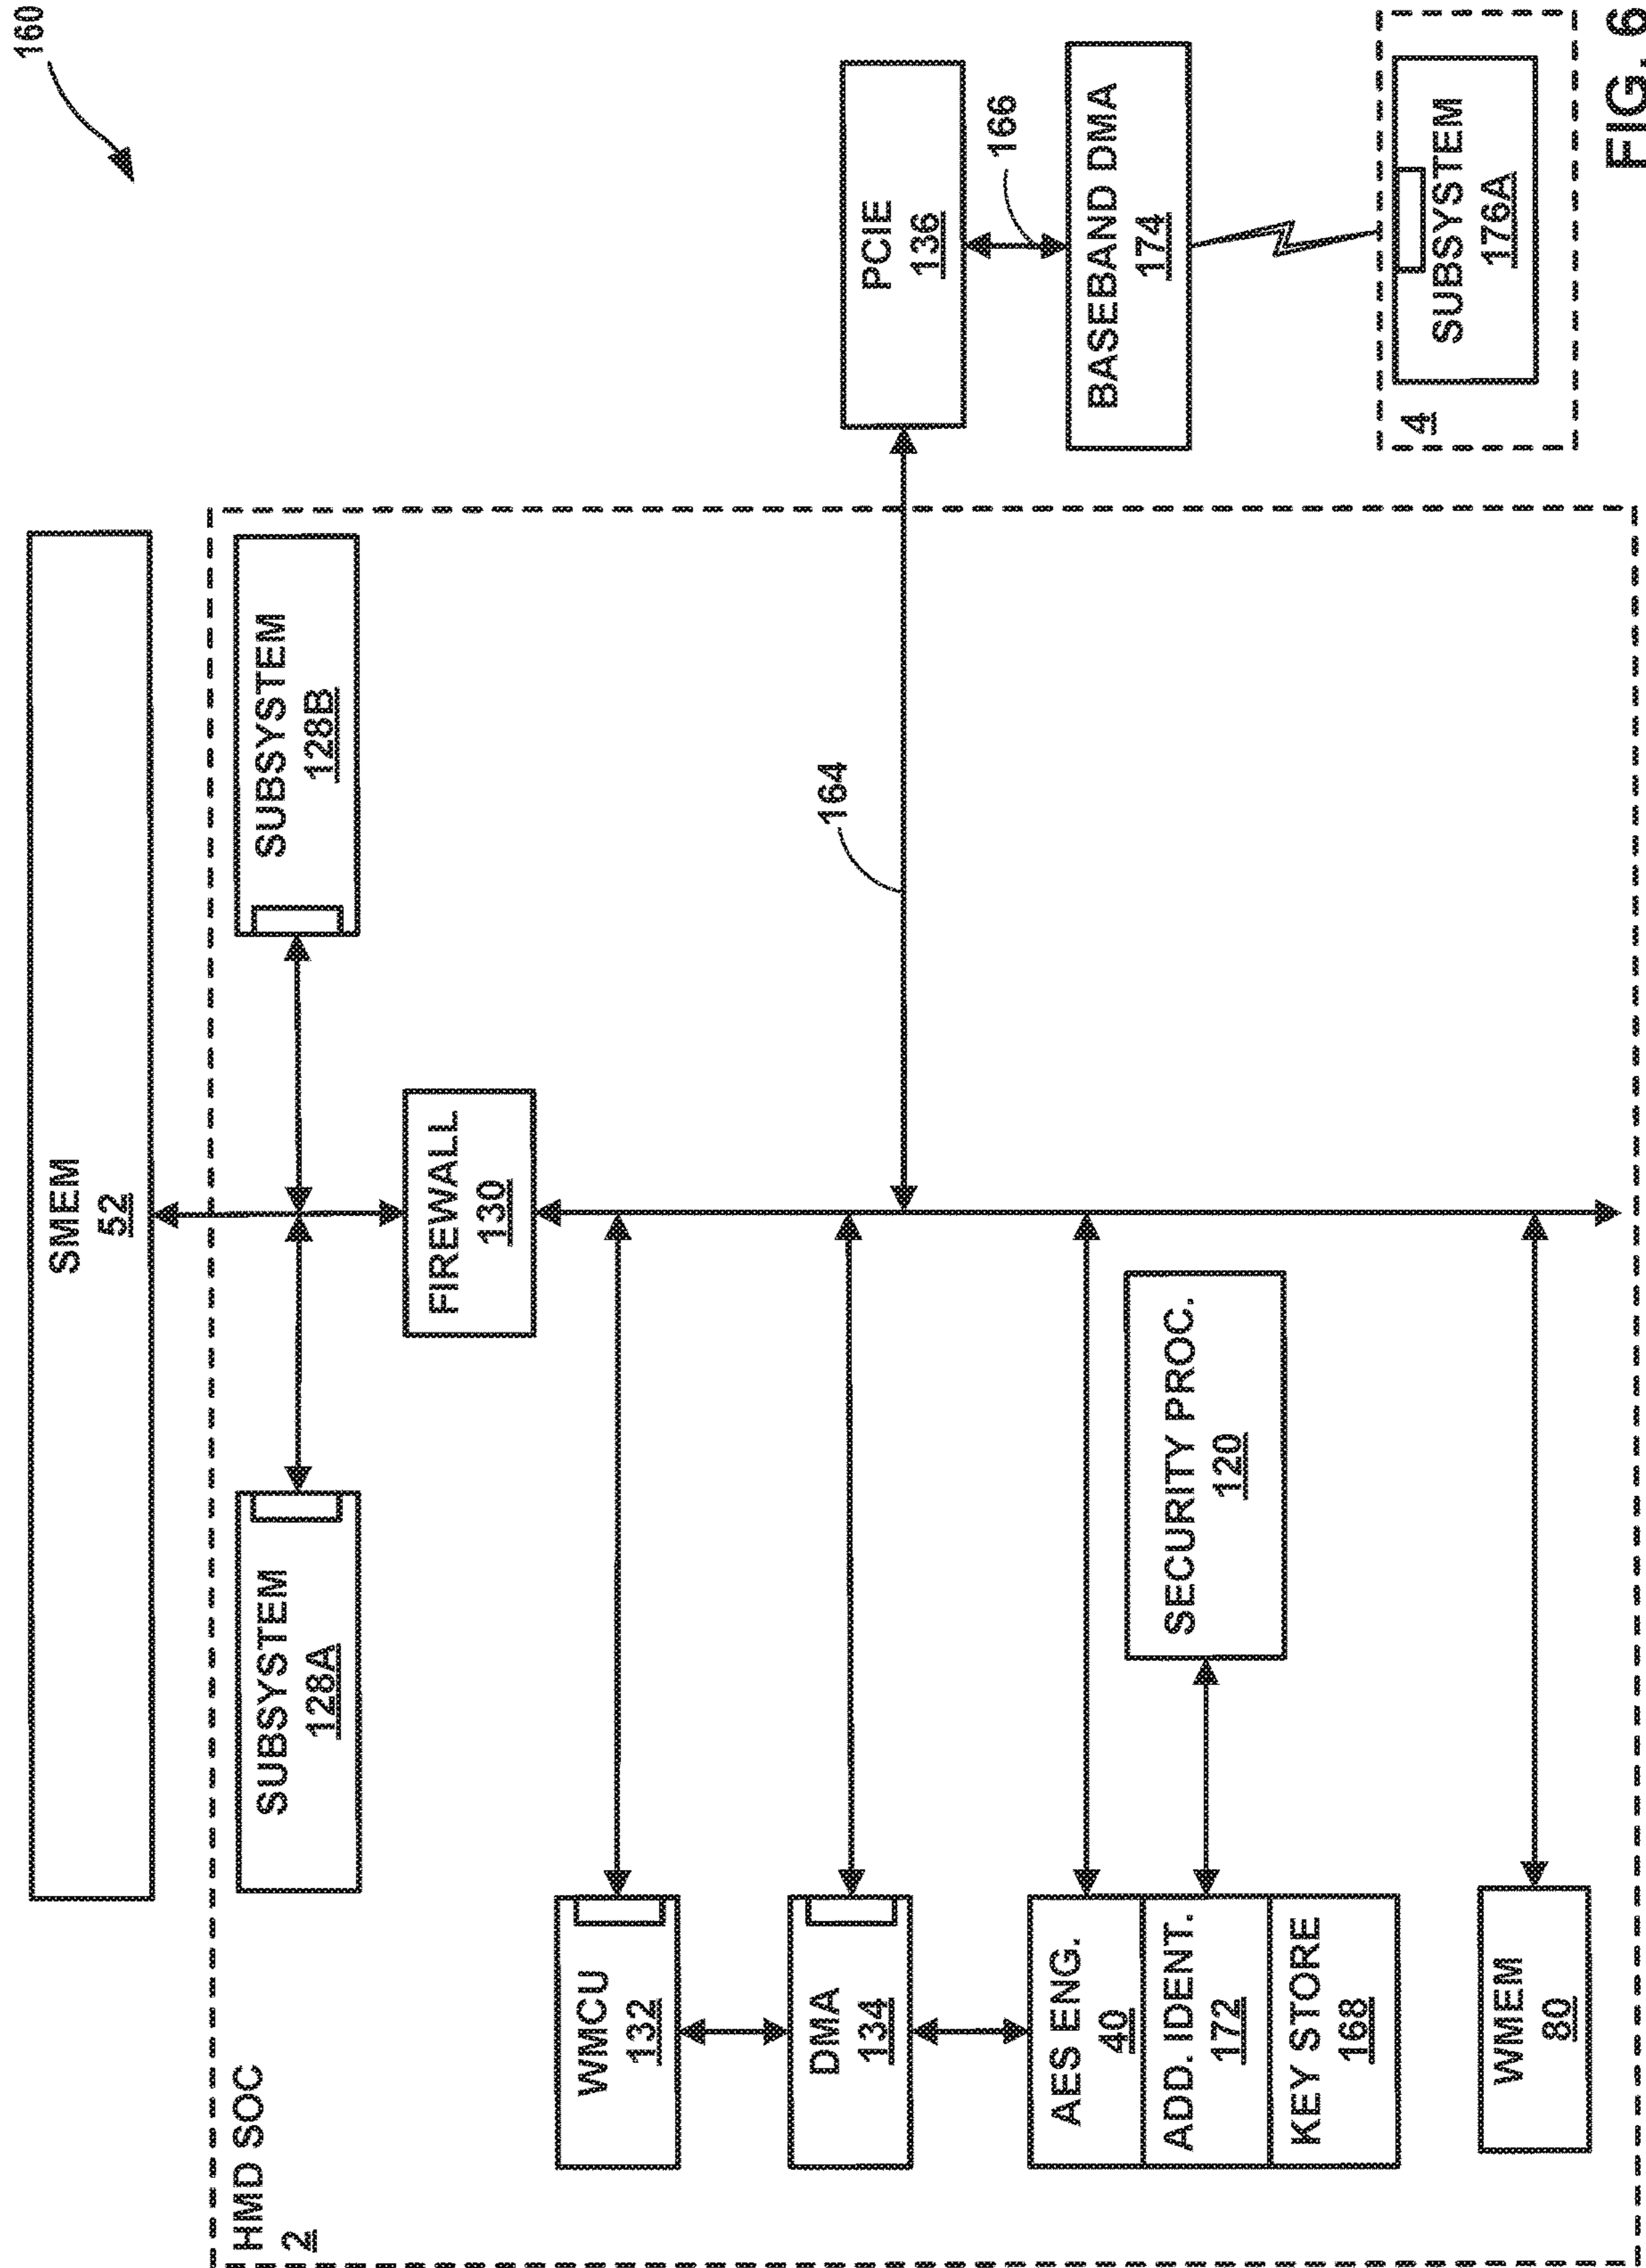 160
SMEM
52
HMD SOC
2
SUBSYSTEM
128A
SUBSYSTEM
128B
FIREWALL
130
WMCU
132
164
PCIE
136
DMA
134
166
AES ENG.
40
ADD. IDENT.
172
KEY STORE
168
SECURITY PROC.
120
BASEBAND DMA
174
WMEM
80
4
SUBSYSTEM
176A
FIG. 6